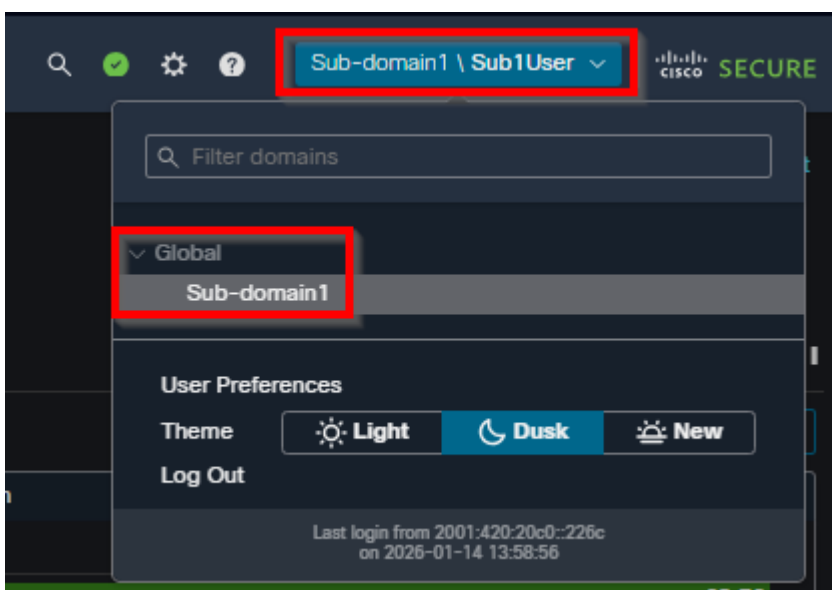 Sub-domain1 \ Sub1User
cisco SECURE
Filter domains
Global
Sub-domain1
User Preferences
Theme
Light
Dusk
New
Log Out
Last login from 2001:420:20c0::226c
on 2026-01-14 13:58:56